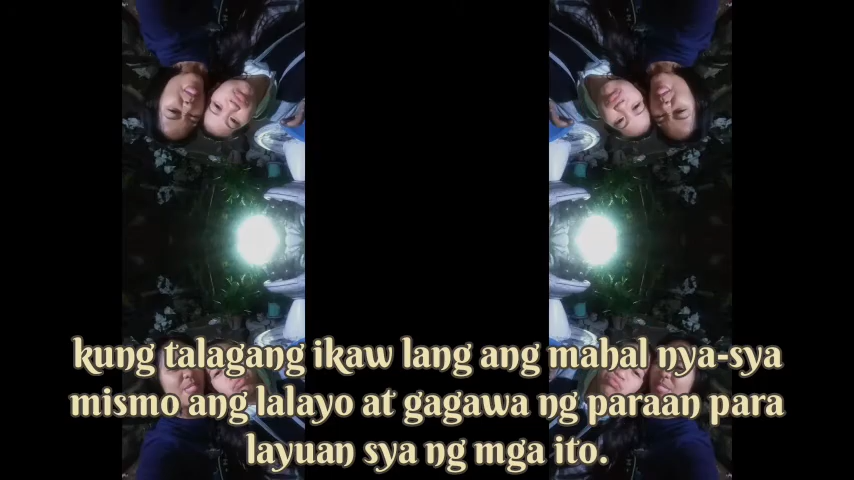 kung talagang ikaw lang ang mahal nya-sya
mismo ang lalayo at gagawa ng paraan para
layuan sya ng mga ito.